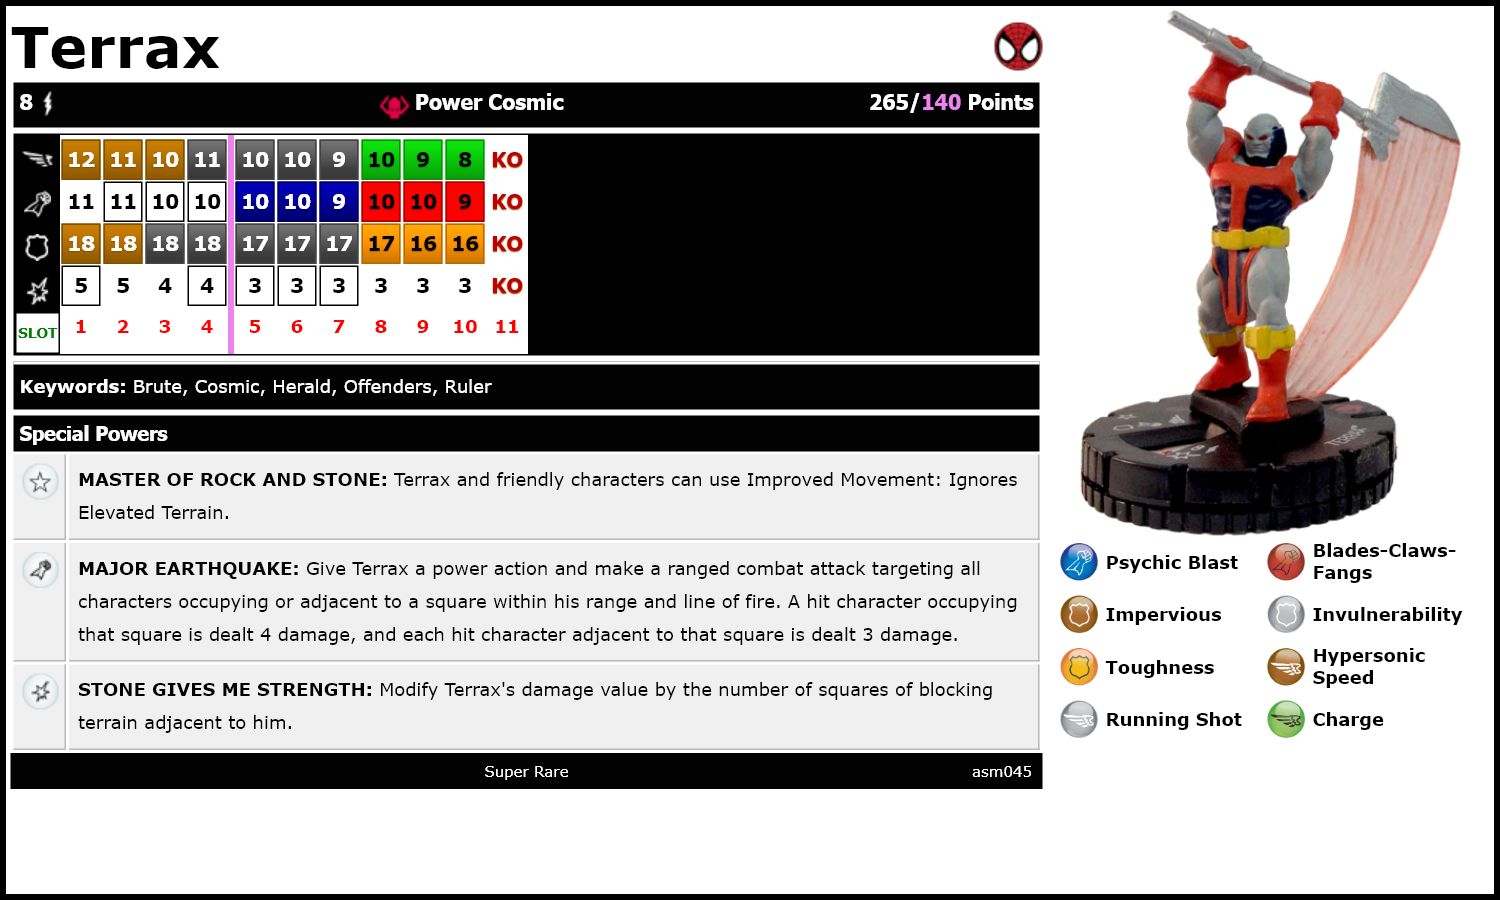 Terrax
8 Power Cosmic 265/140 Points
12 11 10 11 10 10 9 10 9 8 KO
11 11 10 10 10 10 9 10 10 9 KO
18 18 18 18 17 17 17 17 16 16 KO
5 5 4 4 3 3 3 3 3 3 KO
SLOT 1 2 3 4 5 6 7 8 9 10 11
Keywords: Brute, Cosmic, Herald, Offenders, Ruler
Special Powers
MASTER OF ROCK AND STONE: Terrax and friendly characters can use Improved Movement: Ignores
Elevated Terrain.
MAJOR EARTHQUAKE: Give Terrax a power action and make a ranged combat attack targeting all
characters occupying or adjacent to a square within his range and line of fire. A hit character occupying
that square is dealt 4 damage, and each hit character adjacent to that square is dealt 3 damage.
STONE GIVES ME STRENGTH: Modify Terrax's damage value by the number of squares of blocking
terrain adjacent to him.
Super Rare asm045
TERRAX
Psychic Blast
Blades-Claws-
Fangs
Impervious
Invulnerability
Toughness
Hypersonic
Speed
Running Shot
Charge